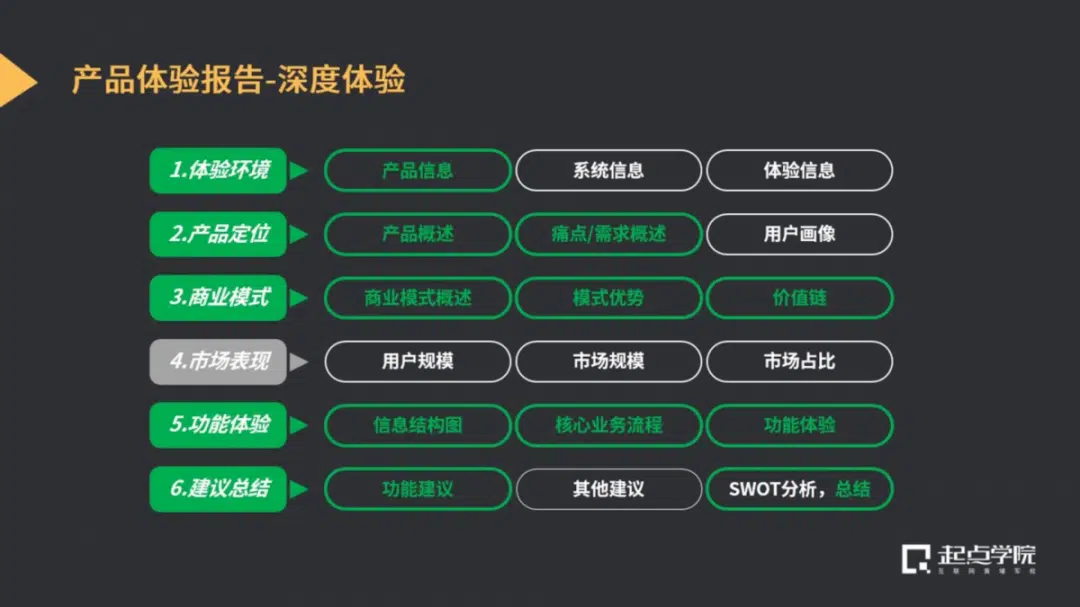 产品体验报告-深度体验
1.体验环境 产品信息 系统信息 体验信息
2.产品定位 产品概述 痛点/需求概述 用户画像
3.商业模式 商业模式概述 模式优势 价值链
4.市场表现 用户规模 市场规模 市场占比
5.功能体验 信息结构图 核心业务流程 功能体验
6.建议总结 功能建议 其他建议 SWOT分析，总结
起点学院